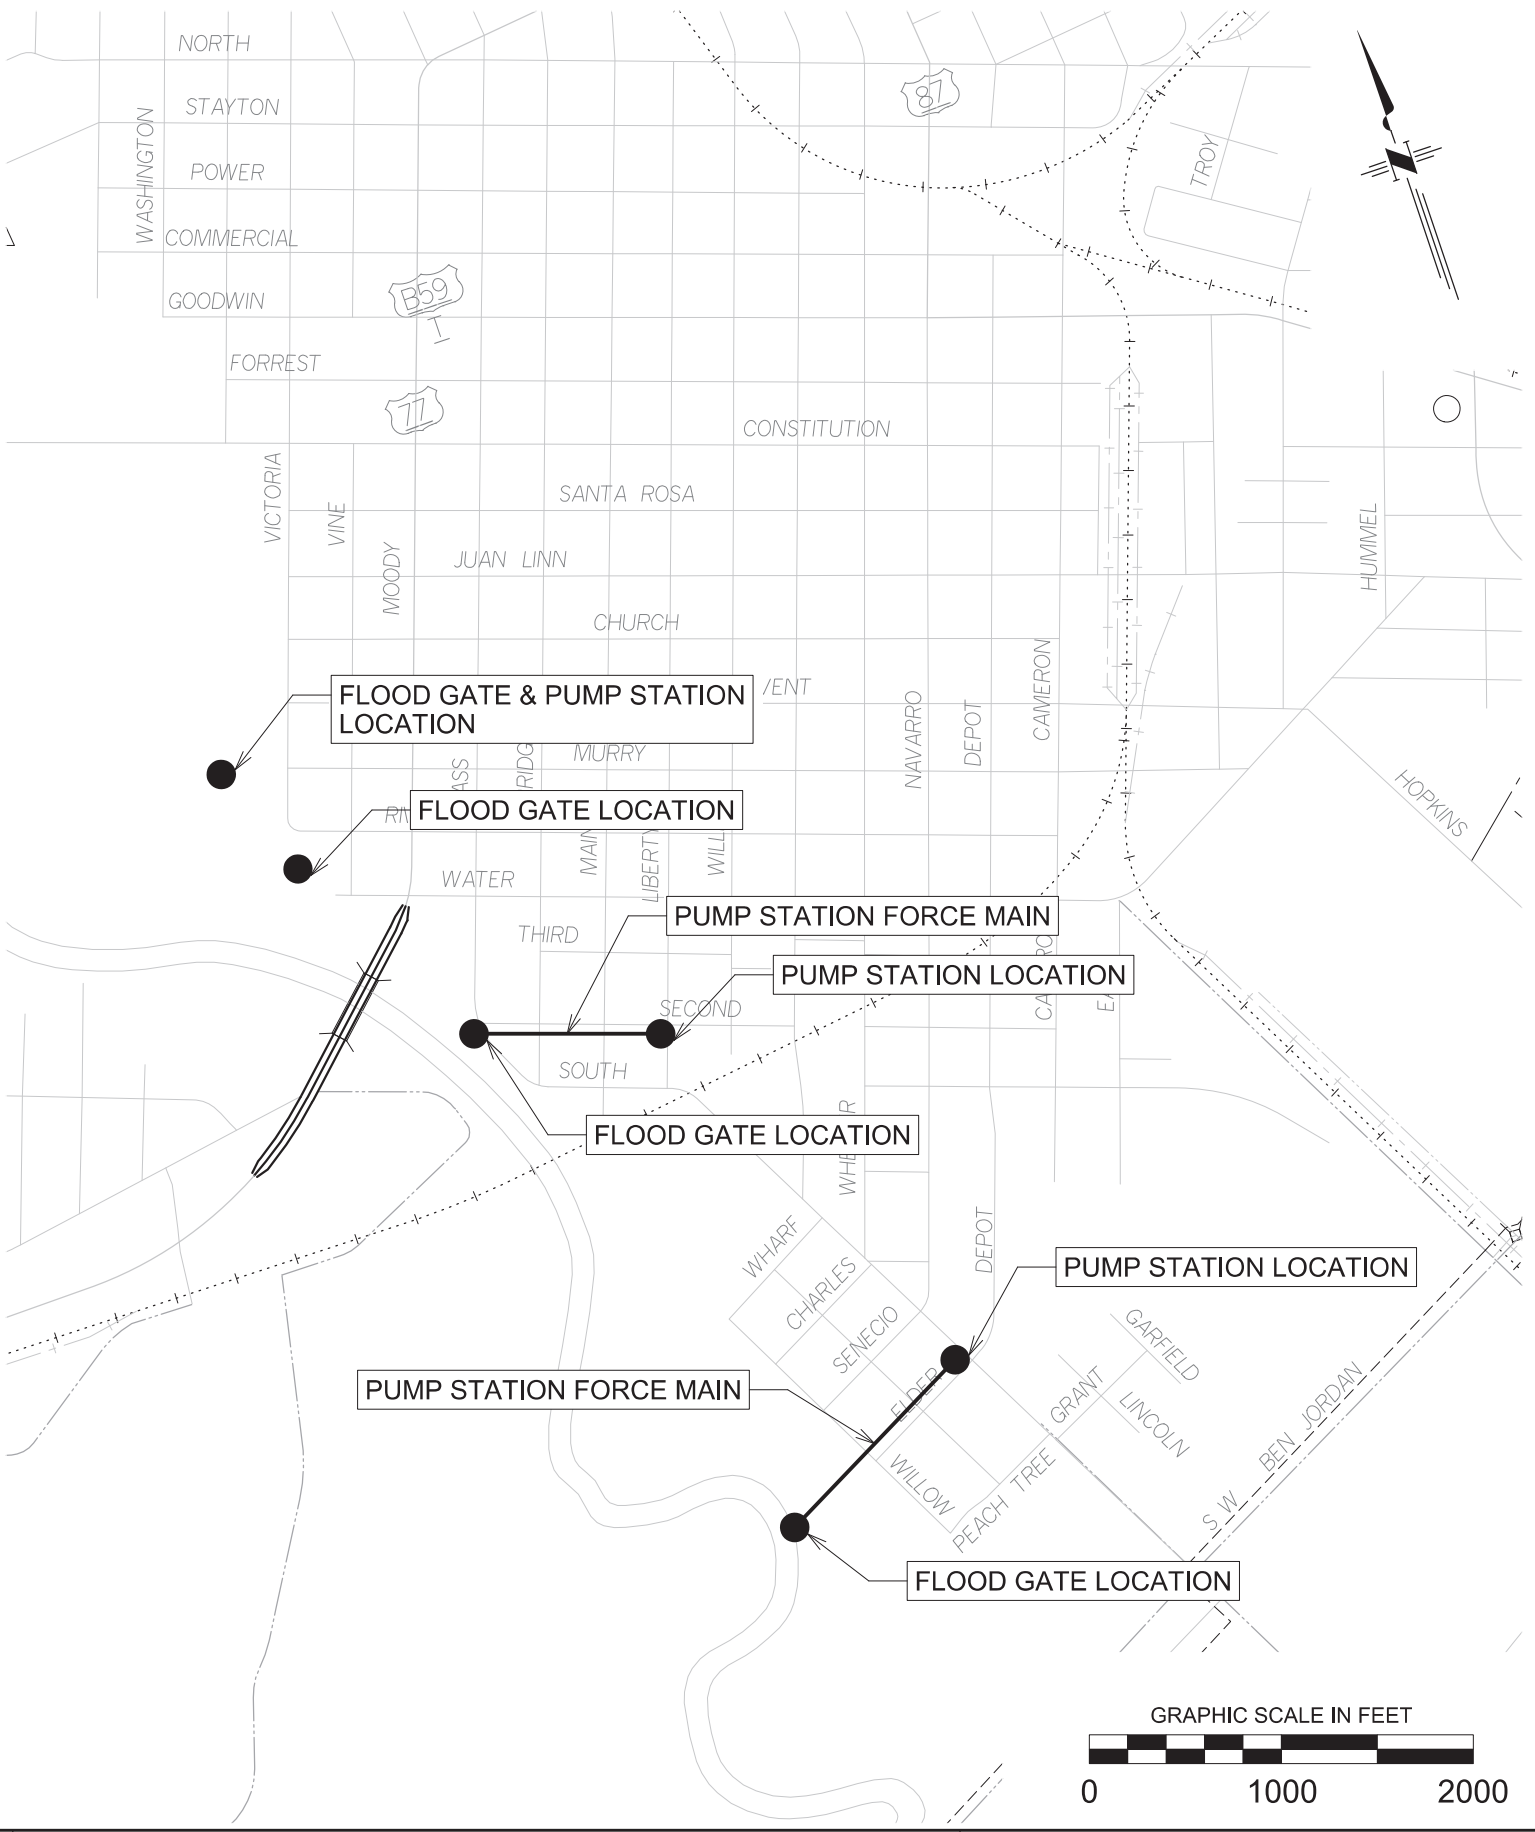 NORTH
87
STAYTON
WASHINGTON
TROY
POWER
COMMERCIAL
B59
GOODWIN
FORREST
77
CONSTITUTION
VICTORIA
SANTA ROSA
VINE
HUMMEL
MOODY
JUAN LINN
CHURCH
CAMERON
FLOOD GATE & PUMP STATION
LOCATION
NAVARRO
DEPOT
MURRY
HOPKINS
FLOOD GATE LOCATION
MAIN
LIBERTY
WATER
PUMP STATION FORCE MAIN
THIRD
PUMP STATION LOCATION
SECOND
SOUTH
FLOOD GATE LOCATION
WHARF
DEPOT
PUMP STATION LOCATION
CHARLES
SENECIO
GARFIELD
PUMP STATION FORCE MAIN
ELDER
GRANT
LINCOLN
BEN JORDAN
WILLOW
PEACH TREE
S W
FLOOD GATE LOCATION
GRAPHIC SCALE IN FEET
0 1000 2000